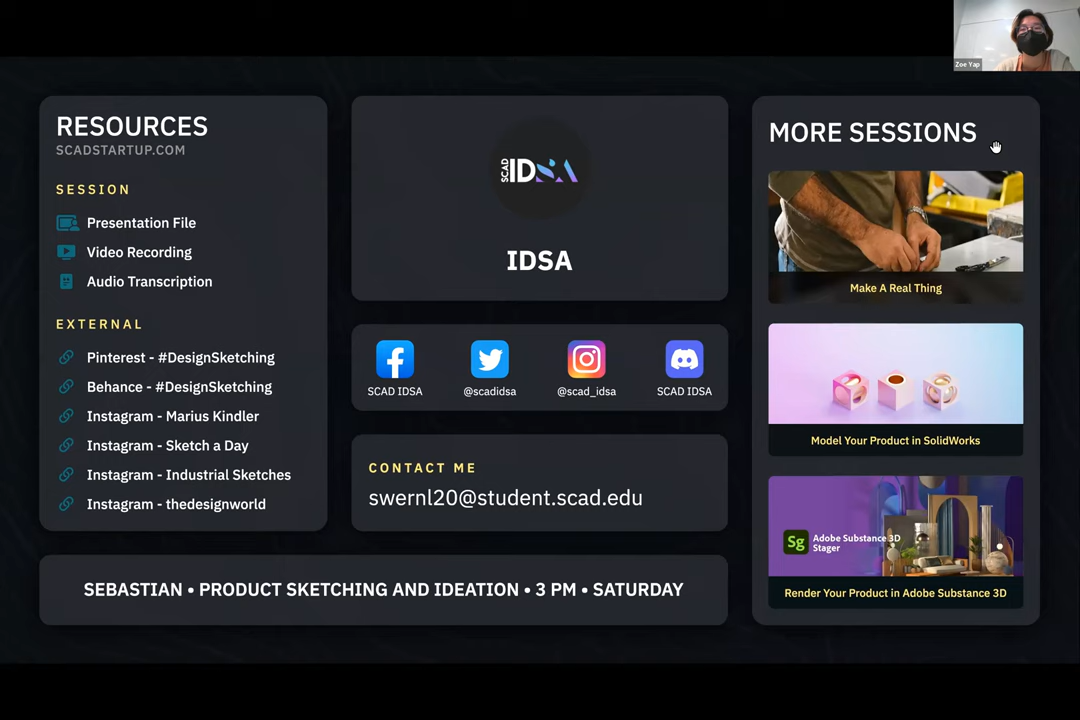 Zoe Yap
RESOURCES
SCADSTARTUP.COM
SESSION
Presentation File
Video Recording
Audio Transcription
EXTERNAL
Pinterest - #DesignSketching
Behance - #DesignSketching
Instagram - Marius Kindler
Instagram - Sketch a Day
Instagram - Industrial Sketches
Instagram - thedesignworld
SCAD IDSA
IDSA
SCAD IDSA
@scadidsa
@scad_idsa
SCAD IDSA
CONTACT ME
swernl20@student.scad.edu
SEBASTIAN • PRODUCT SKETCHING AND IDEATION • 3 PM • SATURDAY
MORE SESSIONS
Make A Real Thing
Model Your Product in SolidWorks
Sg
Adobe Substance 3D
Stager
Render Your Product in Adobe Substance 3D